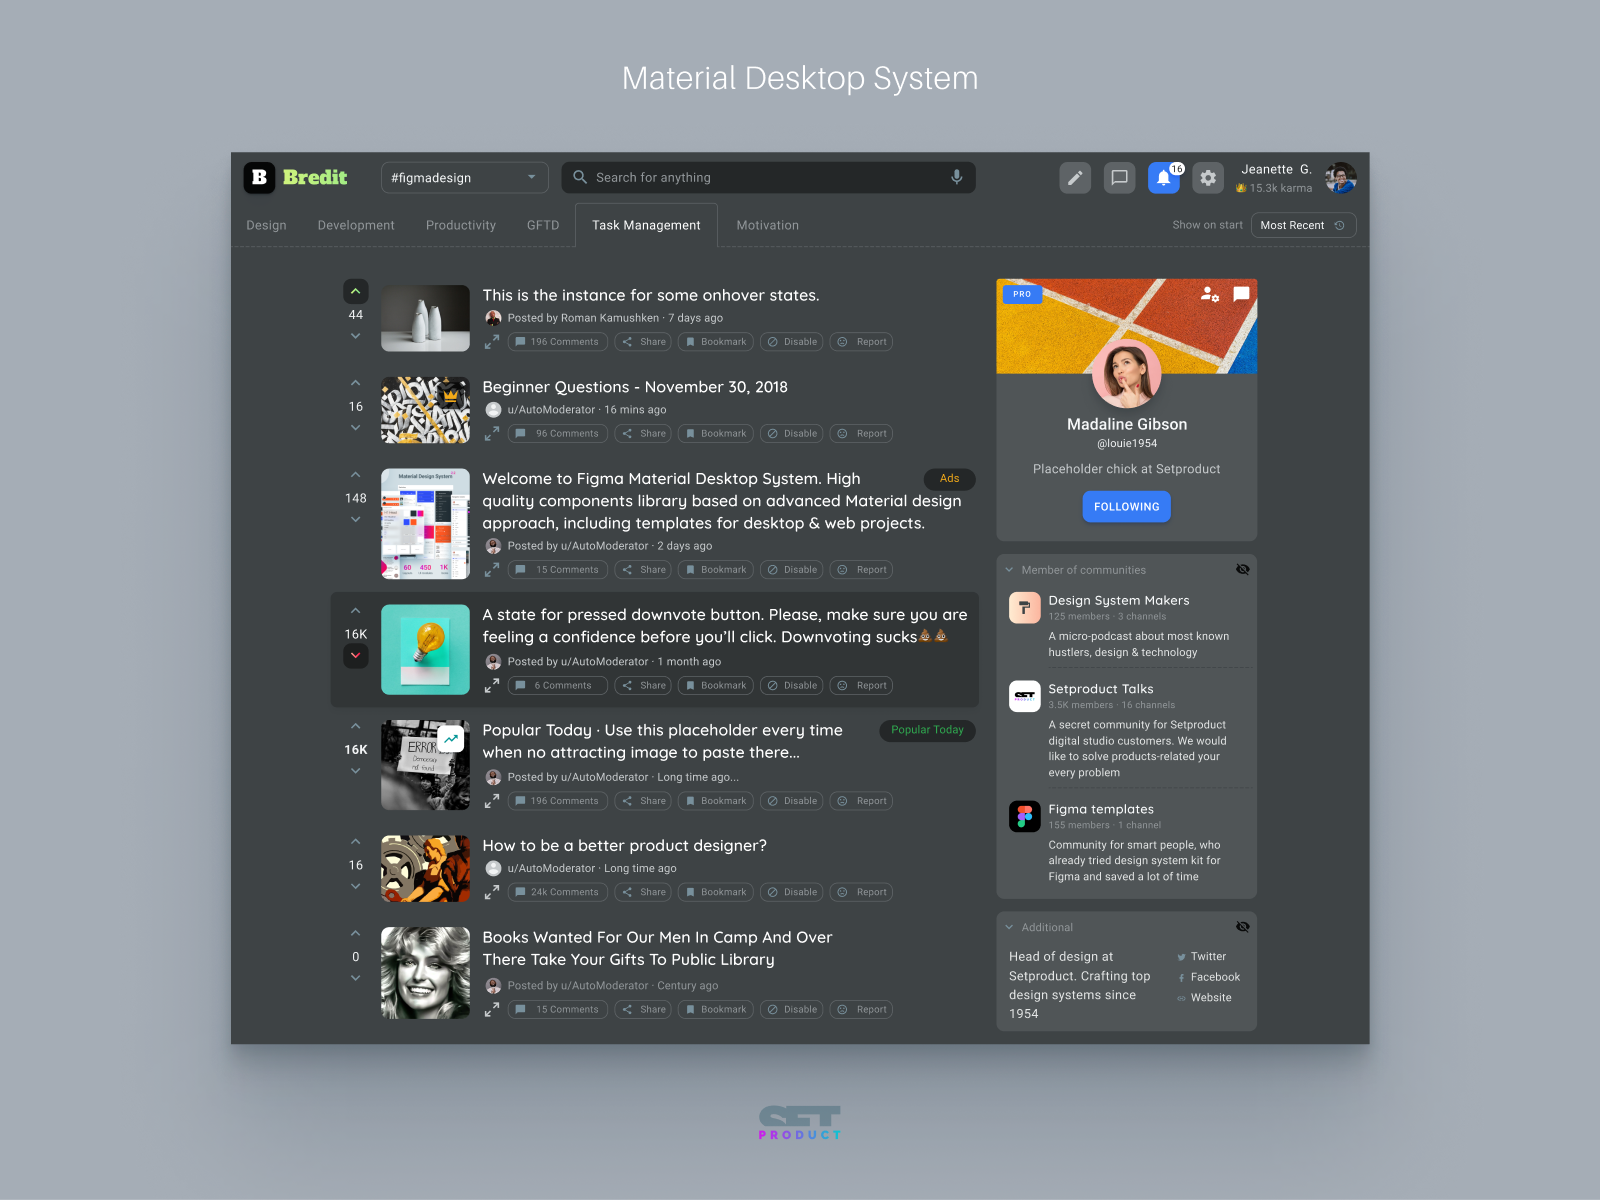 Material Desktop System
B Bredit
#figmadesign
Search for anything
16
Jeanette G.
15.3k karma
Design Development Productivity GFTD Task Management Motivation
Show on start Most Recent
44
This is the instance for some onhover states.
Posted by Roman Kamushken · 7 days ago
196 Comments Share Bookmark Disable Report
16
Beginner Questions - November 30, 2018
u/AutoModerator · 16 mins ago
96 Comments Share Bookmark Disable Report
148
Material Design System
60 450 1K
Welcome to Figma Material Desktop System. High
quality components library based on advanced Material design
approach, including templates for desktop & web projects.
Ads
Posted by u/AutoModerator · 2 days ago
15 Comments Share Bookmark Disable Report
16K
A state for pressed downvote button. Please, make sure you are
feeling a confidence before you'll click. Downvoting sucks💩💩
Posted by u/AutoModerator · 1 month ago
6 Comments Share Bookmark Disable Report
16K
ERROR
Democracy
not found
Popular Today · Use this placeholder every time
when no attracting image to paste there...
Popular Today
Posted by u/AutoModerator · Long time ago...
196 Comments Share Bookmark Disable Report
16
How to be a better product designer?
u/AutoModerator · Long time ago
24k Comments Share Bookmark Disable Report
0
Books Wanted For Our Men In Camp And Over
There Take Your Gifts To Public Library
Posted by u/AutoModerator · Century ago
15 Comments Share Bookmark Disable Report
PRO
Madaline Gibson
@louie1954
Placeholder chick at Setproduct
FOLLOWING
Member of communities
Design System Makers
125 members · 3 channels
A micro-podcast about most known
hustlers, design & technology
SET
PRODUCT
Setproduct Talks
3.5K members · 16 channels
A secret community for Setproduct
digital studio customers. We would
like to solve products-related your
every problem
Figma templates
155 members · 1 channel
Community for smart people, who
already tried design system kit for
Figma and saved a lot of time
Additional
Head of design at
Setproduct. Crafting top
design systems since
1954
Twitter
Facebook
Website
SET
PRODUCT